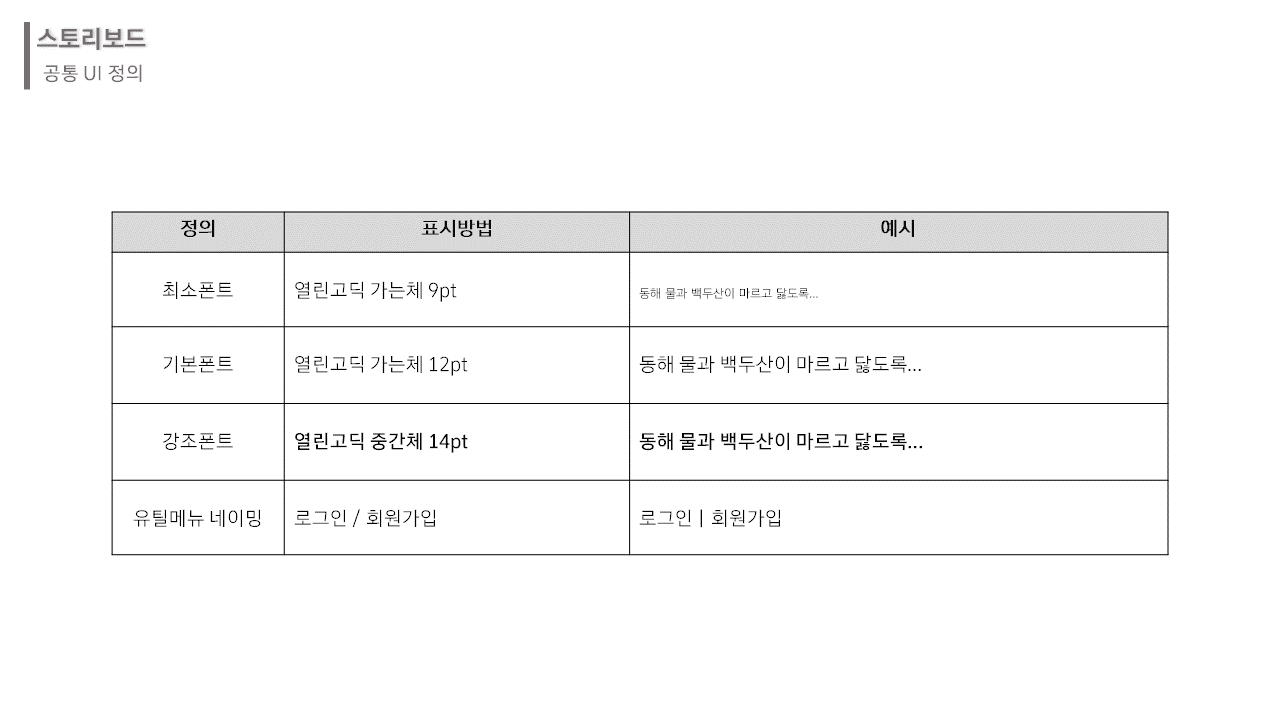 스토리보드
공통 UI 정의
정의 표시방법 예시
최소폰트 열린고딕 가는체 9pt 동해 물과 백두산이 마르고 닳도록...
기본폰트 열린고딕 가는체 12pt 동해 물과 백두산이 마르고 닳도록...
강조폰트 열린고딕 중간체 14pt 동해 물과 백두산이 마르고 닳도록...
유틸메뉴 네이밍 로그인 / 회원가입 로그인 | 회원가입